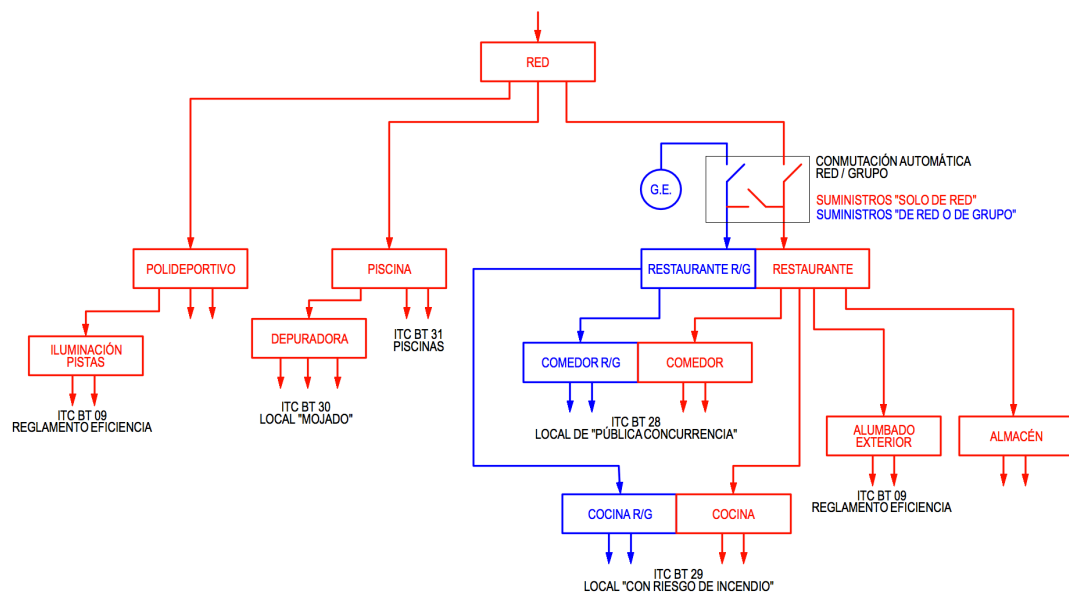 RED
CONMUTACIÓN AUTOMÁTICA
RED / GRUPO
G.E.
SUMINISTROS "SOLO DE RED"
SUMINISTROS "DE RED O DE GRUPO"
POLIDEPORTIVO
PISCINA
RESTAURANTE R/G
RESTAURANTE
ITC BT 31
PISCINAS
DEPURADORA
ILUMINACIÓN
PISTAS
COMEDOR R/G
COMEDOR
ITC BT 30
LOCAL "MOJADO"
ITC BT 09
REGLAMENTO EFICIENCIA
ITC BT 28
LOCAL DE "PÚBLICA CONCURRENCIA"
ALUMBADO
EXTERIOR
ALMACÉN
ITC BT 09
REGLAMENTO EFICIENCIA
COCINA R/G
COCINA
ITC BT 29
LOCAL "CON RIESGO DE INCENDIO"